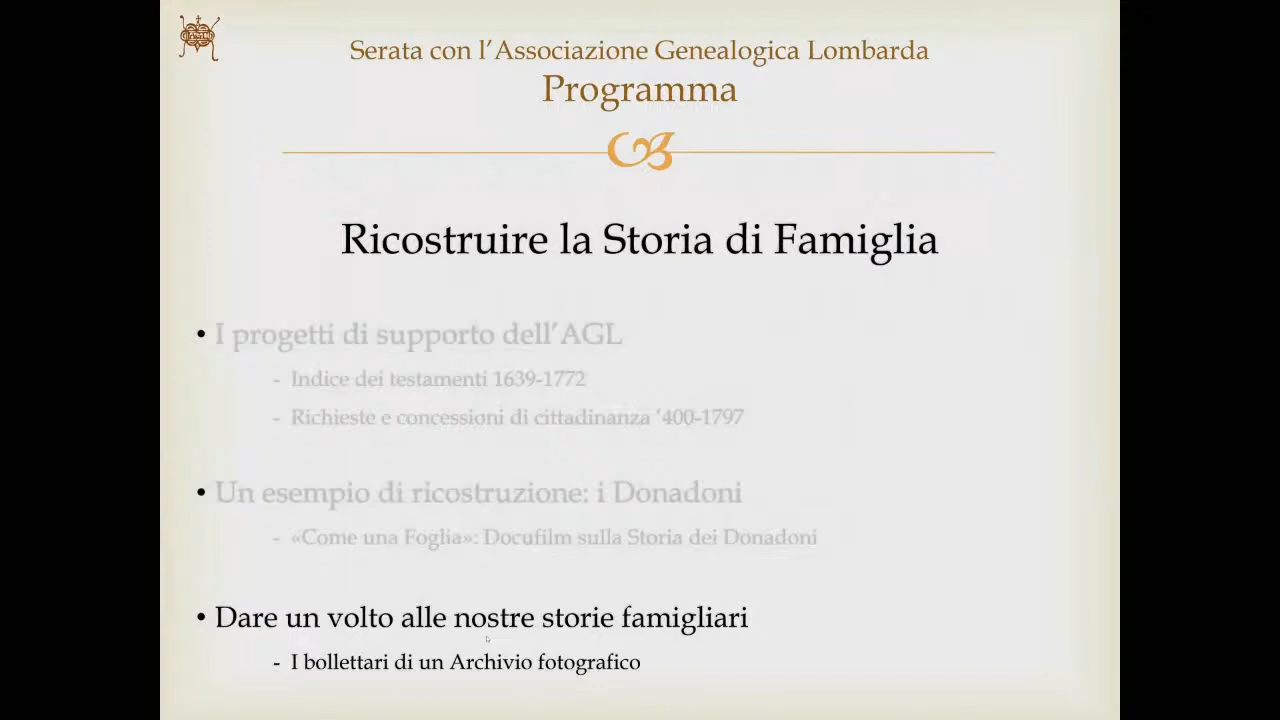 Serata con l’Associazione Genealogica Lombarda
Programma
Ricostruire la Storia di Famiglia
• I progetti di supporto dell’AGL
- Indice dei testamenti 1639-1772
- Richieste e concessioni di cittadinanza ‘400-1797
• Un esempio di ricostruzione: i Donadoni
- «Come una Foglia»: Docufilm sulla Storia dei Donadoni
• Dare un volto alle nostre storie famigliari
- I bollettari di un Archivio fotografico